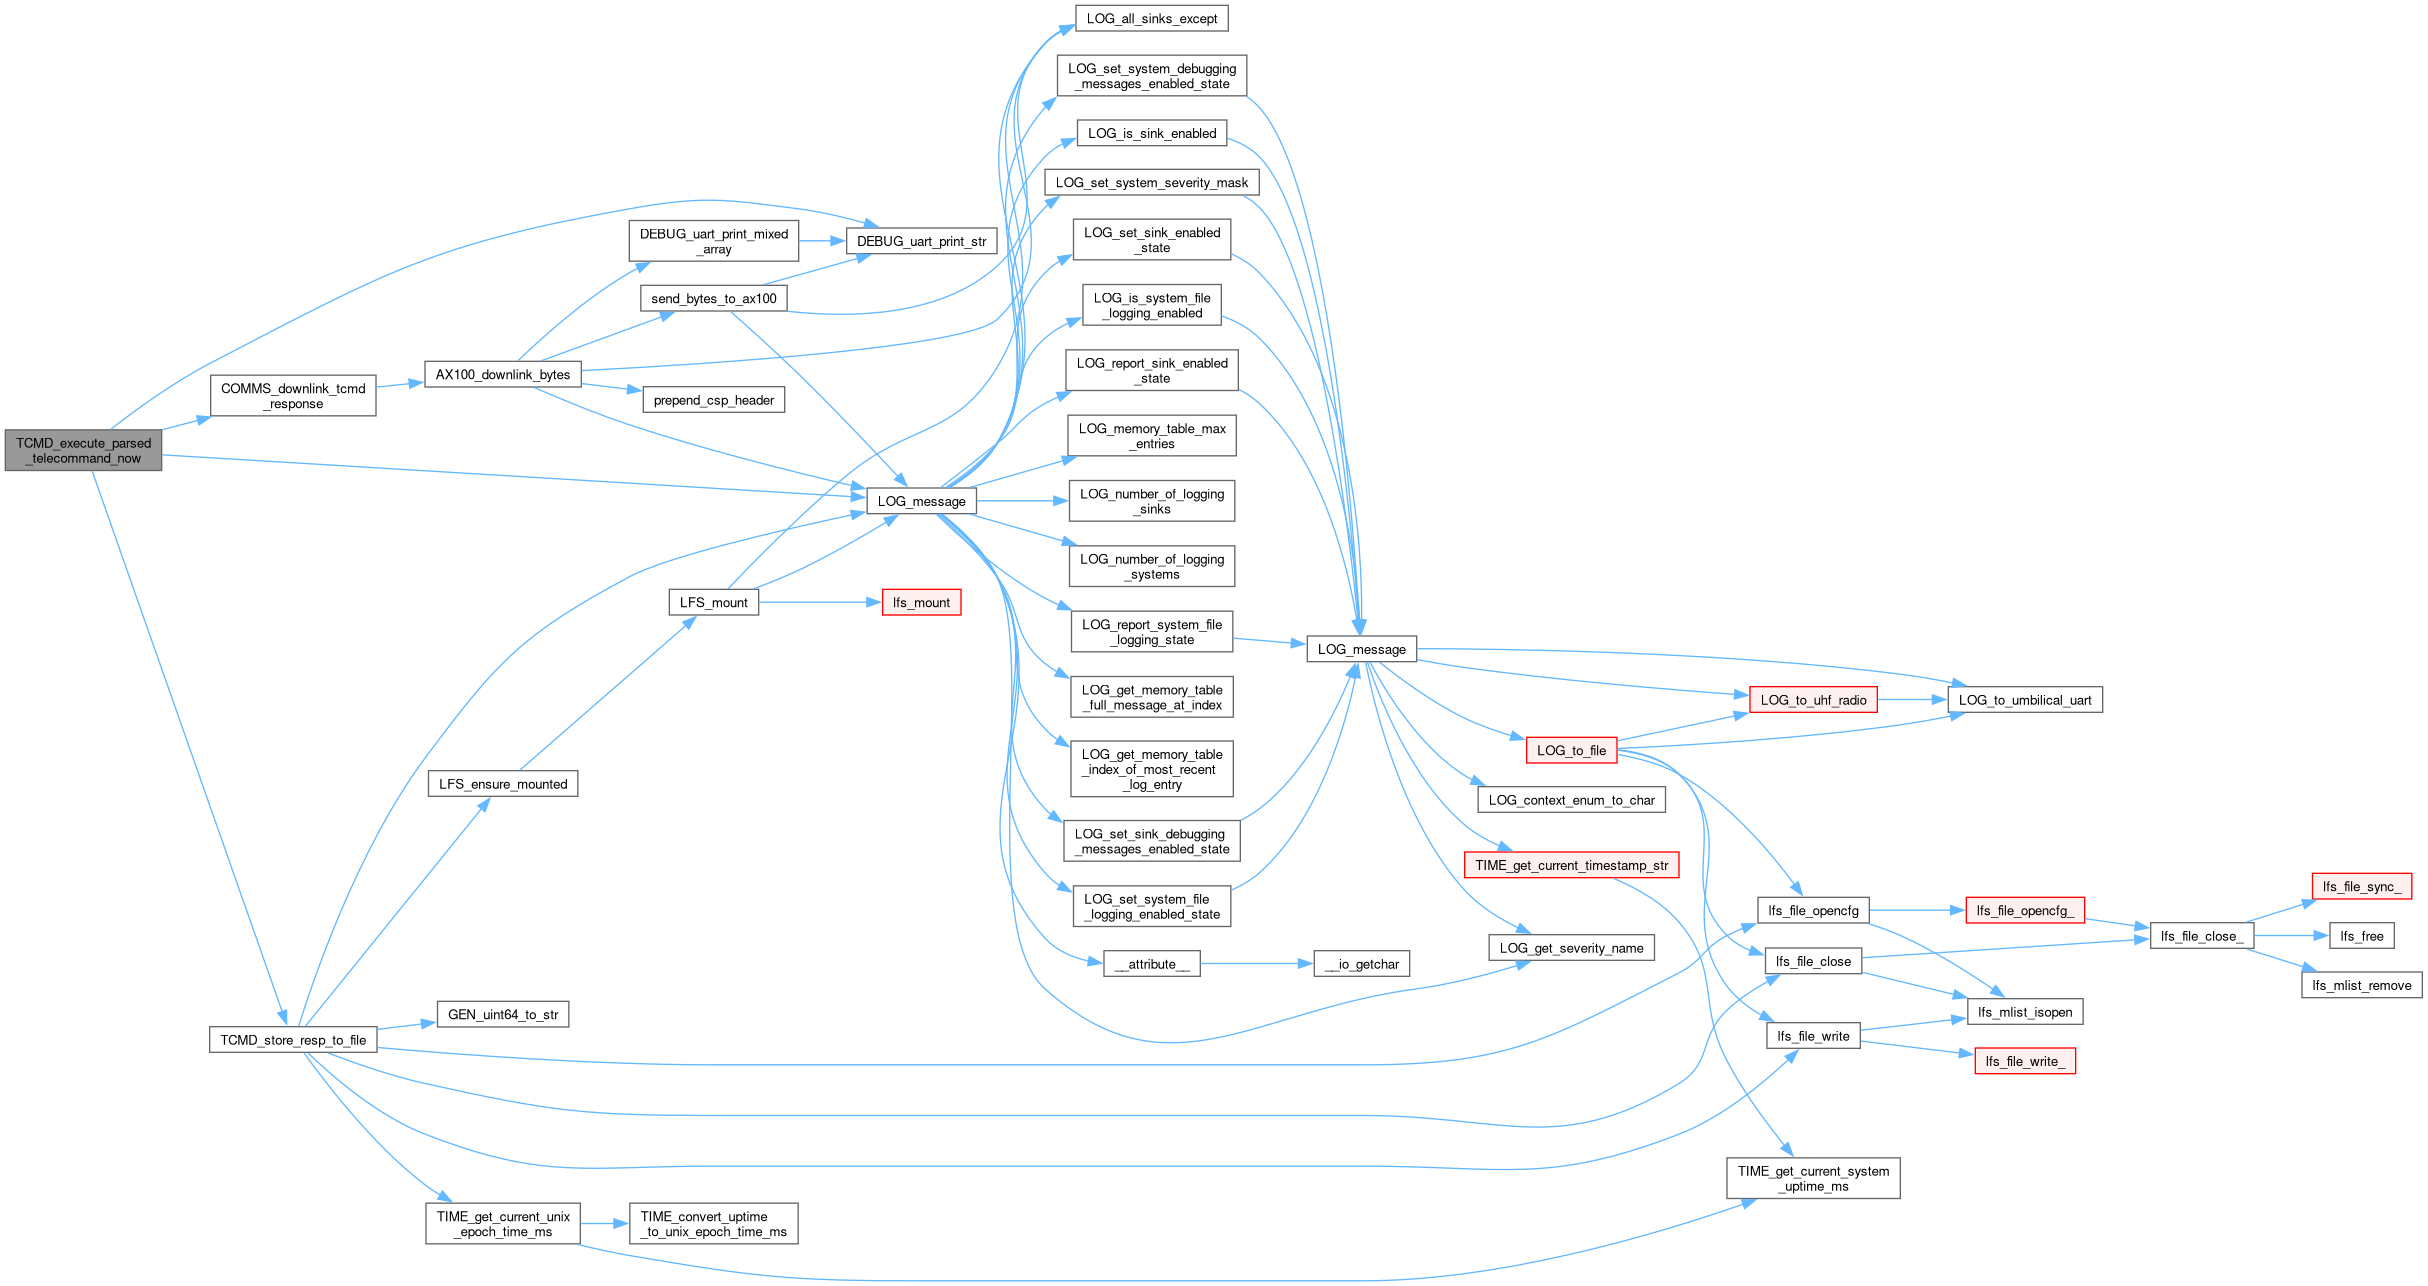 TCMD_execute_parsed
_telecommand_now
COMMS_downlink_tcmd
_response
AX100_downlink_bytes
DEBUG_uart_print_mixed
_array
DEBUG_uart_print_str
send_bytes_to_ax100
prepend_csp_header
LOG_message
LFS_mount
lfs_mount
LFS_ensure_mounted
TCMD_store_resp_to_file
GEN_uint64_to_str
TIME_get_current_unix
_epoch_time_ms
TIME_convert_uptime
_to_unix_epoch_time_ms
LOG_all_sinks_except
LOG_set_system_debugging
_messages_enabled_state
LOG_is_sink_enabled
LOG_set_system_severity_mask
LOG_set_sink_enabled
_state
LOG_is_system_file
_logging_enabled
LOG_report_sink_enabled
_state
LOG_memory_table_max
_entries
LOG_number_of_logging
_sinks
LOG_number_of_logging
_systems
LOG_report_system_file
_logging_state
LOG_get_memory_table
_full_message_at_index
LOG_get_memory_table
_index_of_most_recent
_log_entry
LOG_set_sink_debugging
_messages_enabled_state
LOG_set_system_file
_logging_enabled_state
__attribute__
__io_getchar
LOG_message
LOG_to_uhf_radio
LOG_to_umbilical_uart
LOG_to_file
LOG_context_enum_to_char
TIME_get_current_timestamp_str
LOG_get_severity_name
lfs_file_opencfg
lfs_file_close
lfs_file_write
lfs_file_opencfg_
lfs_mlist_isopen
lfs_file_write_
lfs_file_close_
lfs_file_sync_
lfs_free
lfs_mlist_remove
TIME_get_current_system
_uptime_ms